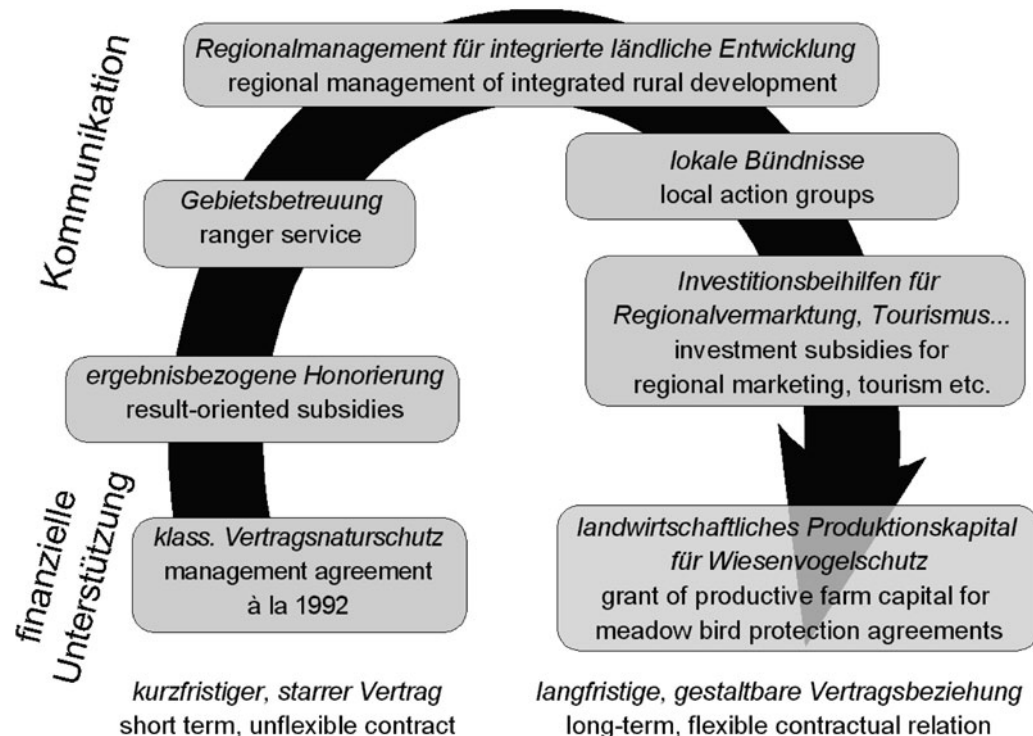 Kommunikation
Regionalmanagement für integrierte ländliche Entwicklung
regional management of integrated rural development
lokale Bündnisse
local action groups
Gebietsbetreuung
ranger service
Investitionsbeihilfen für
Regionalvermarktung, Tourismus...
investment subsidies for
regional marketing, tourism etc.
ergebnisbezogene Honorierung
result-oriented subsidies
finanzielle
Unterstützung
klass. Vertragsnaturschutz
management agreement
à la 1992
landwirtschaftliches Produktionskapital
für Wiesenvogelschutz
grant of productive farm capital for
meadow bird protection agreements
kurzfristiger, starrer Vertrag
short term, unflexible contract
langfristige, gestaltbare Vertragsbeziehung
long-term, flexible contractual relation